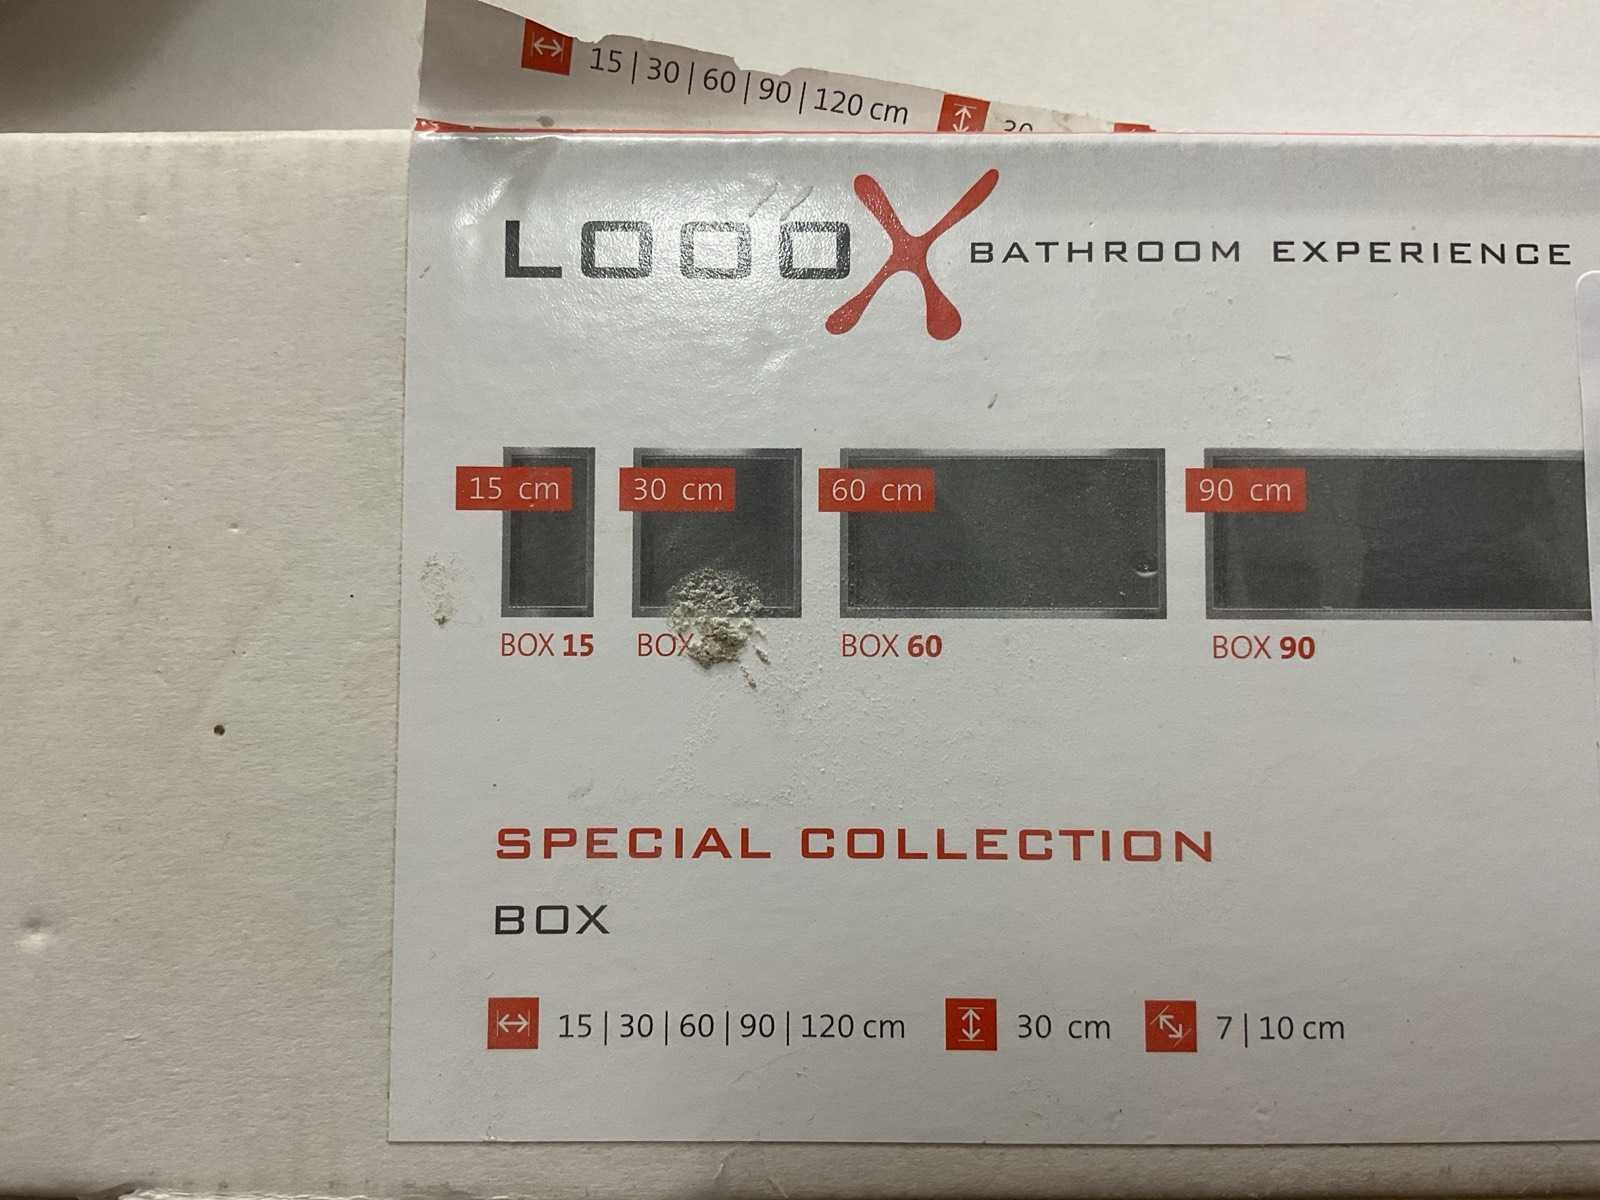 15 | 30 | 60 | 90 | 120 cm
LOOOX BATHROOM EXPERIENCE
15 cm 30 cm 60 cm 90 cm
BOX 15 BOX BOX 60 BOX 90
SPECIAL COLLECTION
BOX
15 | 30 | 60 | 90 | 120 cm 30 cm 7 | 10 cm